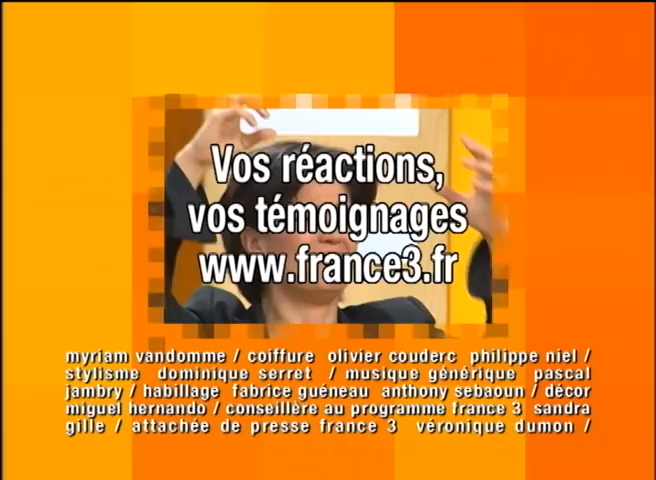 Vos réactions,
vos témoignages
www.france3.fr
myriam vandomme / coiffure olivier couderc philippe niel /
stylisme dominique serret / musique générique pascal
jambry / habillage fabrice guéneau anthony sebaoun / décor
miguel hernando / conseillère au programme france 3 sandra
gille / attachée de presse france 3 véronique dumon /